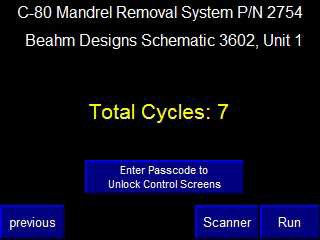 C-80 Mandrel Removal System P/N 2754
Beahm Designs Schematic 3602, Unit 1
Total Cycles: 7
Enter Passcode to
Unlock Control Screens
previous
Scanner
Run